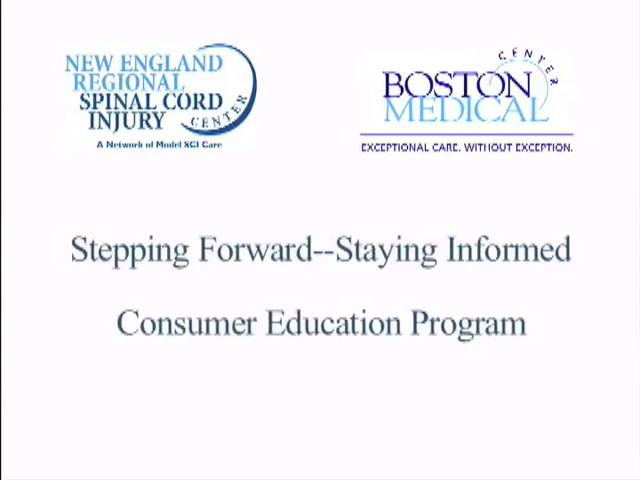 NEW ENGLAND
REGIONAL
SPINAL CORD
INJURY
CENTER
A Network of Model SCI Care
CENTER
BOSTON
MEDICAL
EXCEPTIONAL CARE. WITHOUT EXCEPTION.
Stepping Forward--Staying Informed
Consumer Education Program